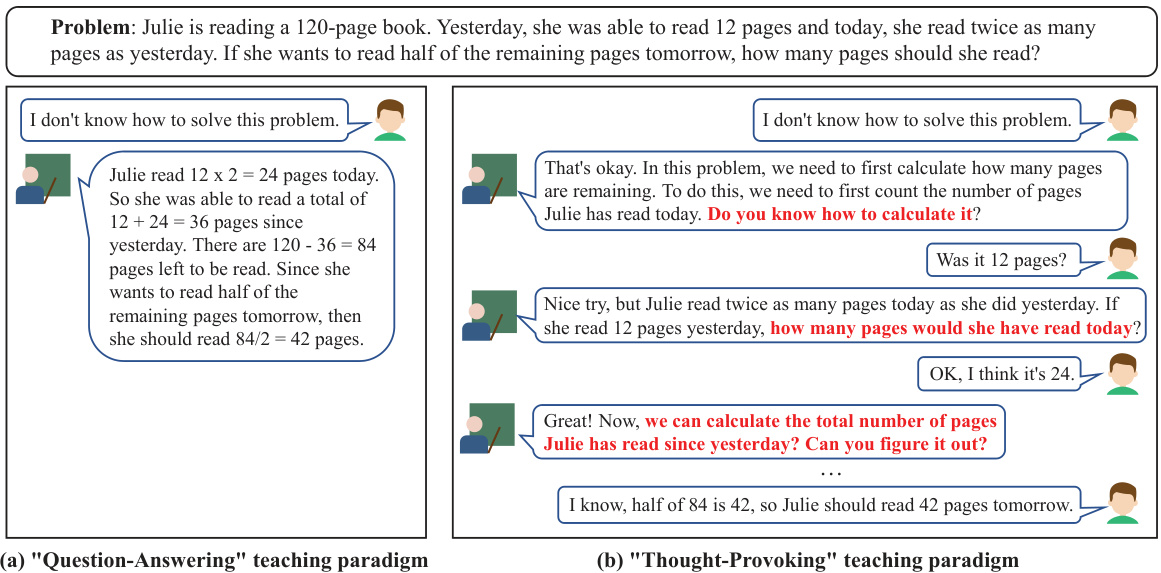 Problem: Julie is reading a 120-page book. Yesterday, she was able to read 12 pages and today, she read twice as many
pages as yesterday. If she wants to read half of the remaining pages tomorrow, how many pages should she read?
I don't know how to solve this problem.
Julie read 12 x 2 = 24 pages today.
So she was able to read a total of
12 + 24 = 36 pages since
yesterday. There are 120 - 36 = 84
pages left to be read. Since she
wants to read half of the
remaining pages tomorrow, then
she should read 84/2 = 42 pages.
(a) "Question-Answering" teaching paradigm
I don't know how to solve this problem.
That's okay. In this problem, we need to first calculate how many pages
are remaining. To do this, we need to first count the number of pages
Julie has read today. Do you know how to calculate it?
Was it 12 pages?
Nice try, but Julie read twice as many pages today as she did yesterday. If
she read 12 pages yesterday, how many pages would she have read today?
OK, I think it's 24.
Great! Now, we can calculate the total number of pages
Julie has read since yesterday? Can you figure it out?
...
I know, half of 84 is 42, so Julie should read 42 pages tomorrow.
(b) "Thought-Provoking" teaching paradigm